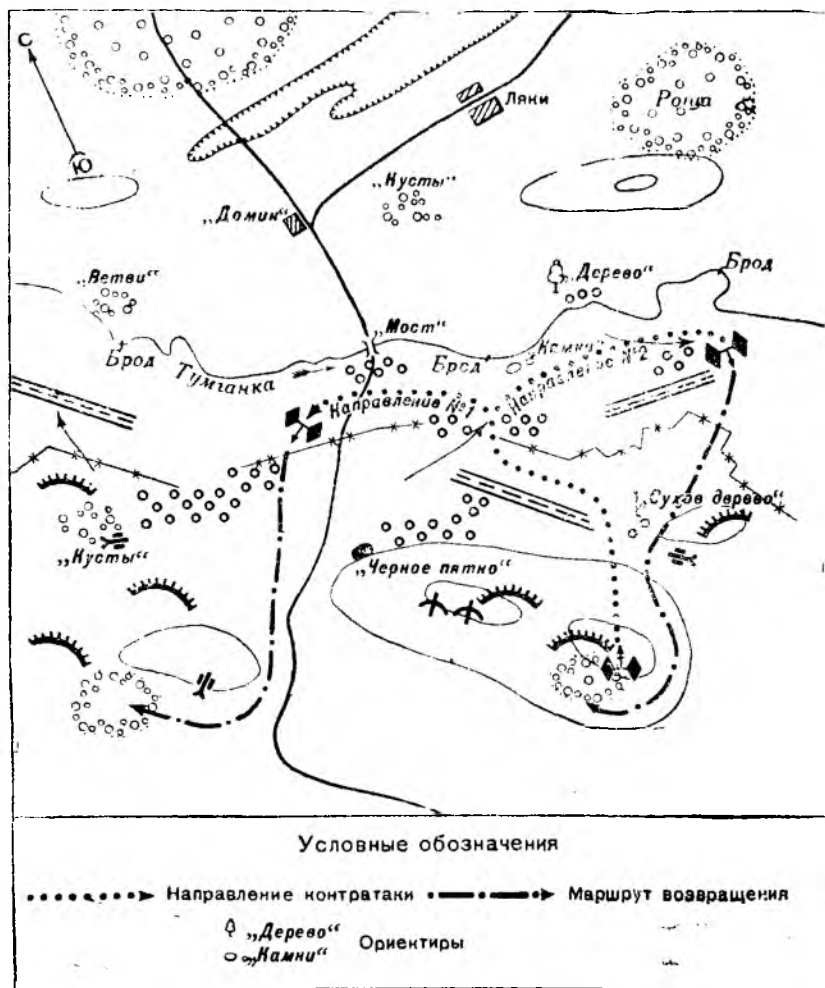 С
Ю
Ляки
Роща
„Кусты“
„Домик“
„Ветви“
„Дерево“
Брод
„Мост“
Брод
Брод
„Камни“
Тумганка
Направление №1
Направление №2
„Сухое дерево“
„Кусты“
„Черное пятно“
Условные обозначения
Направление контратаки
Маршрут возвращения
„Дерево“
„Камни“
Ориентиры